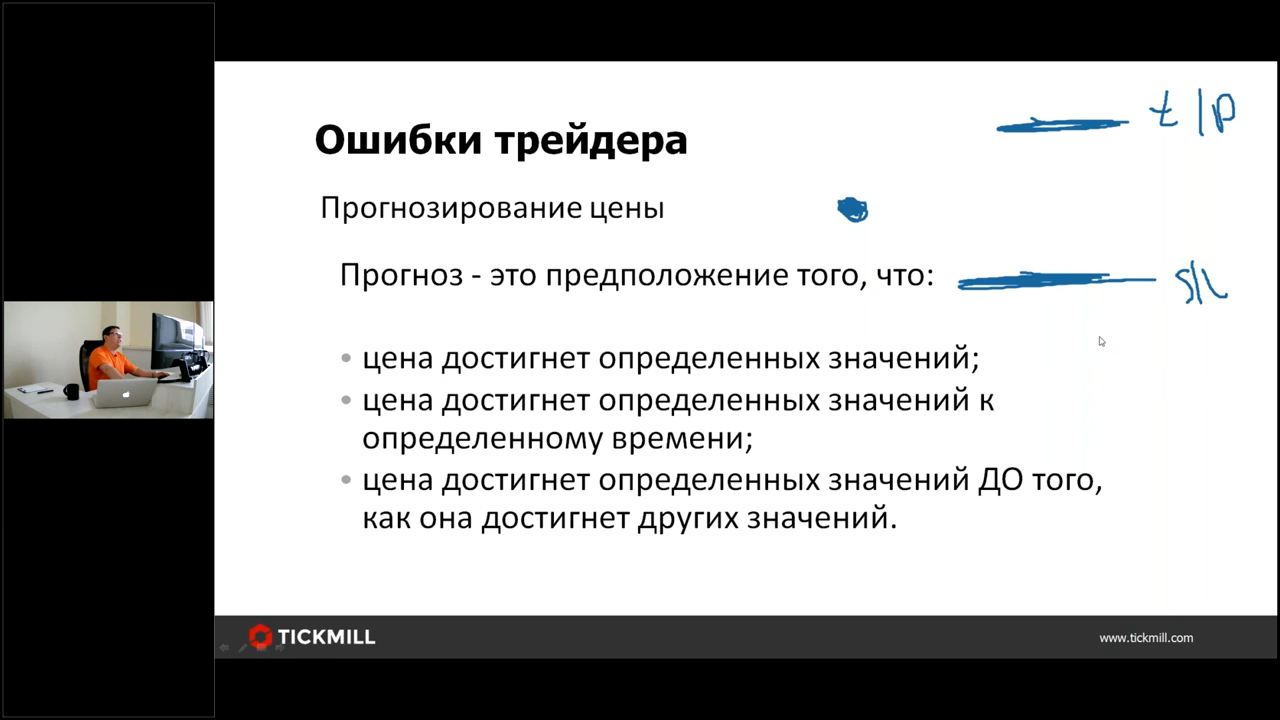 Ошибки трейдера
t/p
Прогнозирование цены
Прогноз - это предположение того, что:
s/l
• цена достигнет определенных значений;
• цена достигнет определенных значений к
определенному времени;
• цена достигнет определенных значений ДО того,
как она достигнет других значений.
TICKMILL
www.tickmill.com